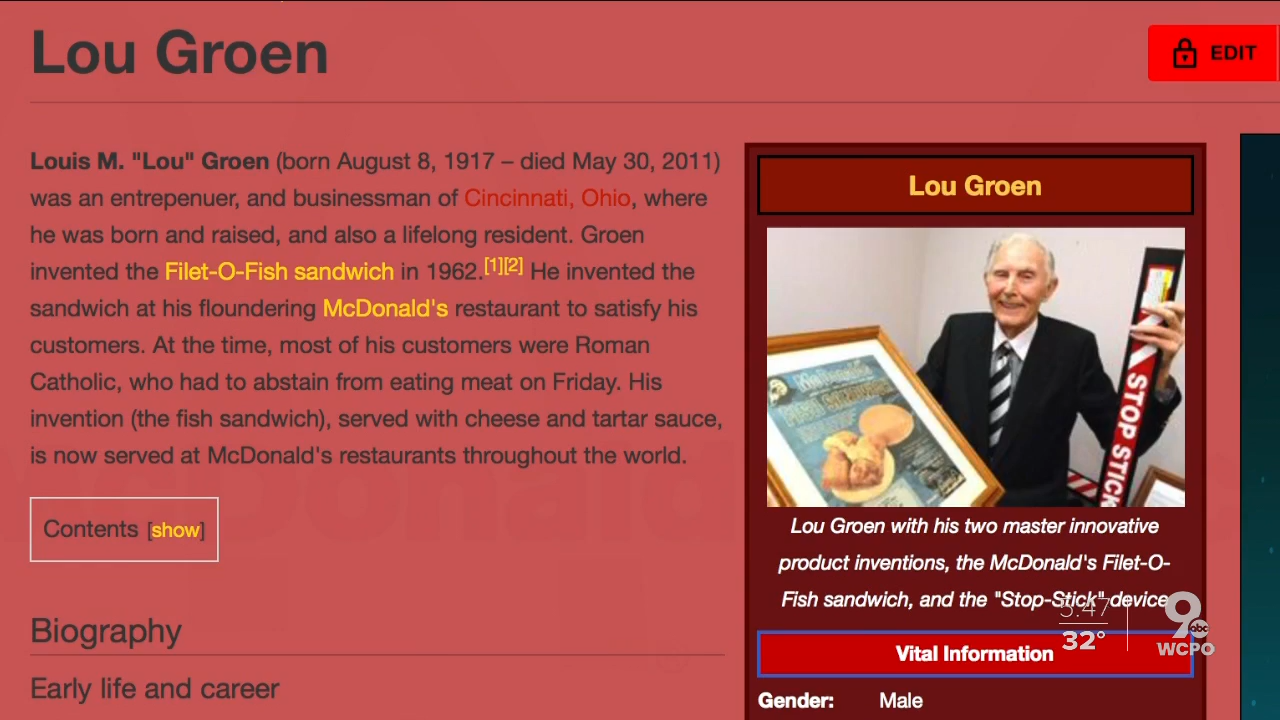 Lou Groen
EDIT
Louis M. "Lou" Groen (born August 8, 1917 – died May 30, 2011)
was an entrepenuer, and businessman of Cincinnati, Ohio, where
he was born and raised, and also a lifelong resident. Groen
invented the Filet-O-Fish sandwich in 1962.[1][2] He invented the
sandwich at his floundering McDonald's restaurant to satisfy his
customers. At the time, most of his customers were Roman
Catholic, who had to abstain from eating meat on Friday. His
invention (the fish sandwich), served with cheese and tartar sauce,
is now served at McDonald's restaurants throughout the world.
Contents [show]
Biography
Early life and career
Lou Groen
McDonald's
STOP STICK
Lou Groen with his two master innovative
product inventions, the McDonald's Filet-O-
Fish sandwich, and the "Stop-Stick" device
Vital Information
Gender: Male
5:47
32°
9
abc
WCPO